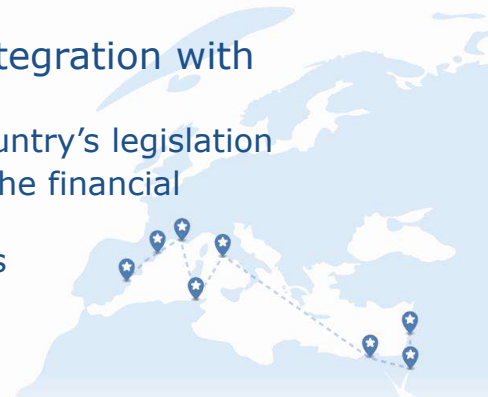 tegration with
untry’s legislation
he financial
s